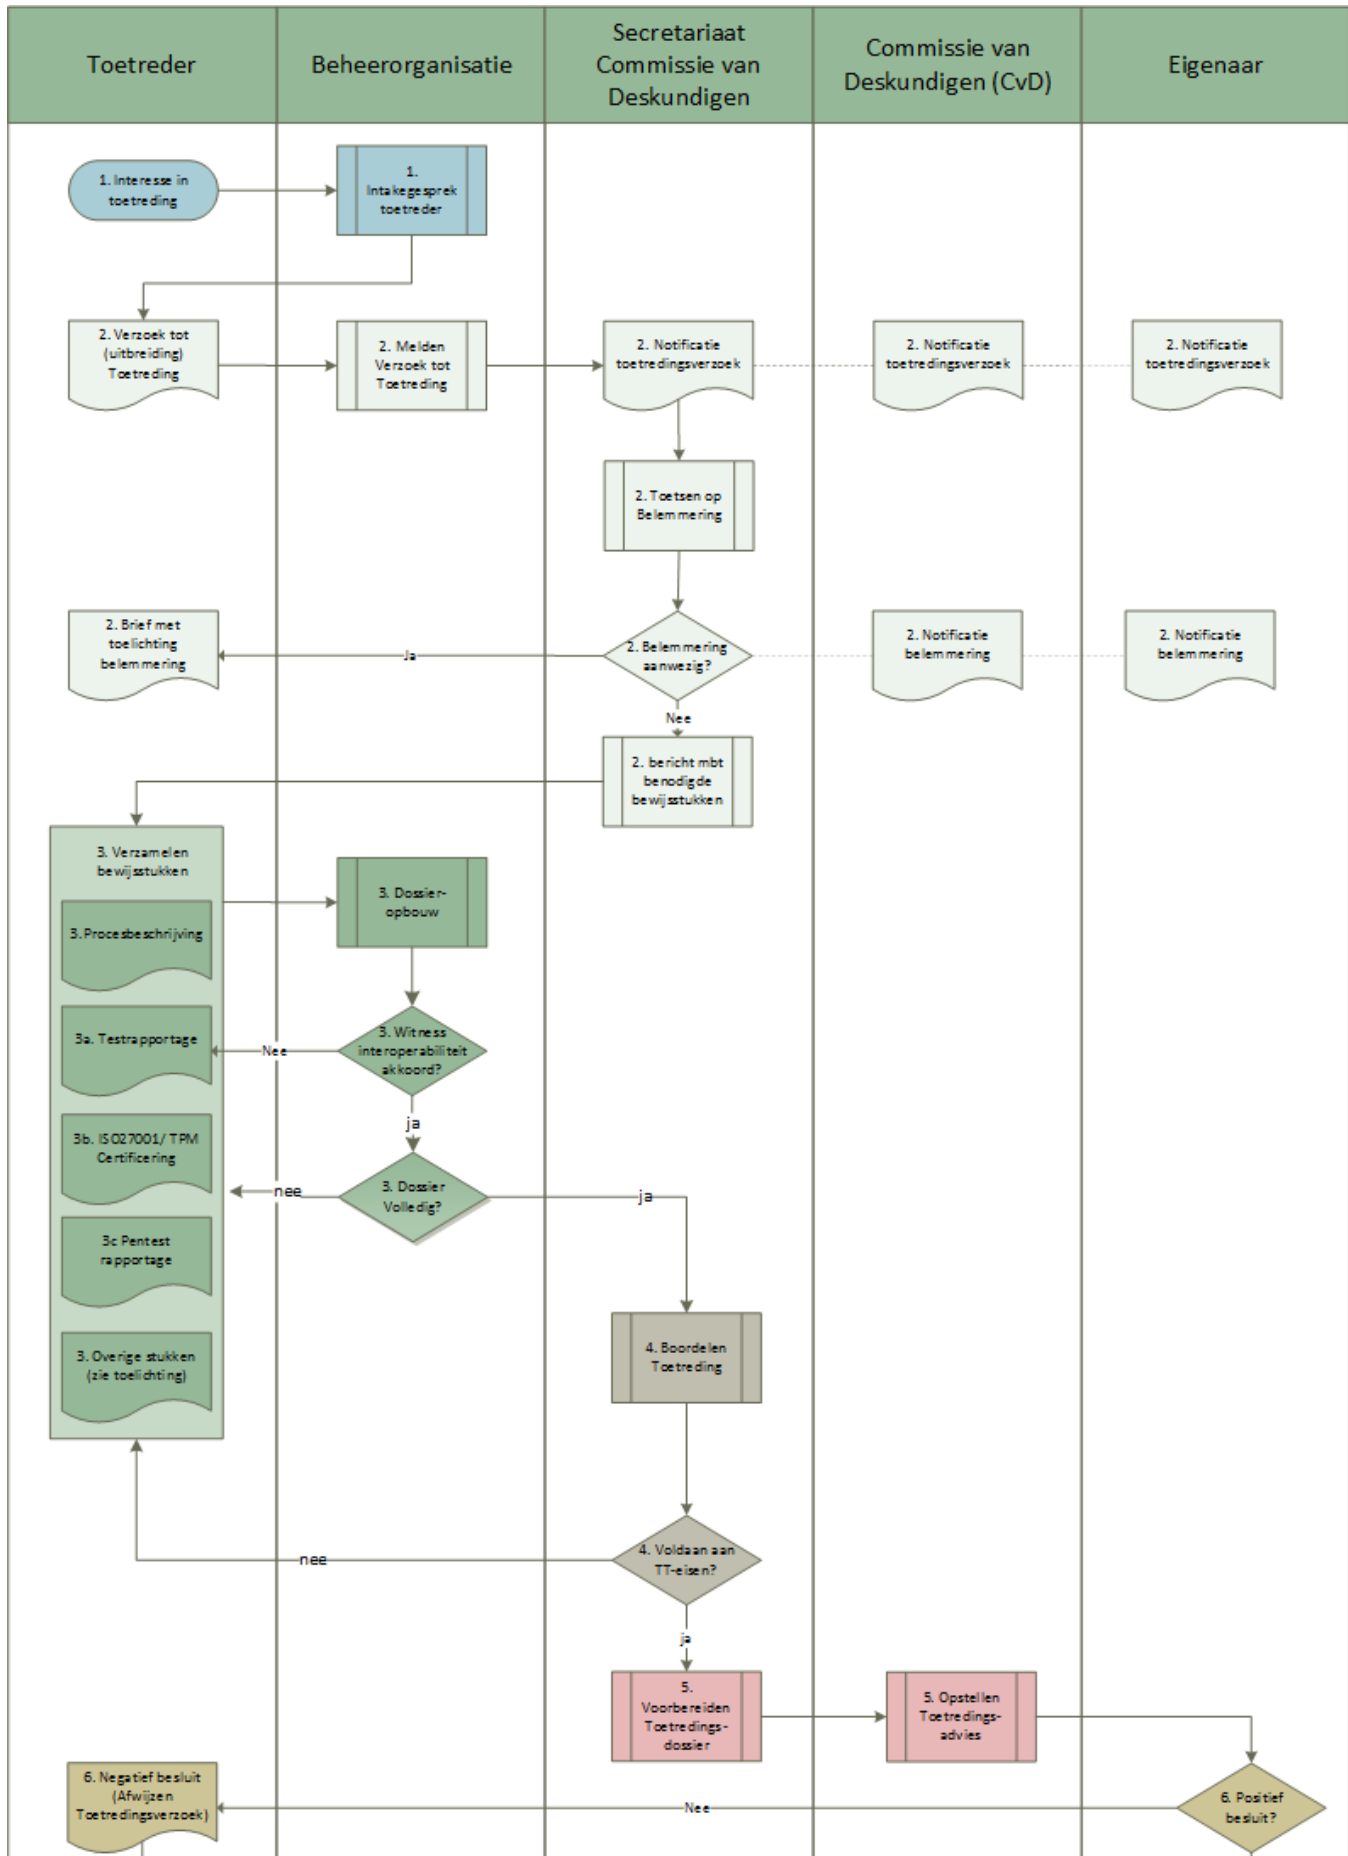 Toetreder
Beheerorganisatie
Secretariaat
Commissie van
Deskundigen
Commissie van
Deskundigen (CvD)
Eigenaar
1. Interesse in
toetreding
1.
Intakegesprek
toetreder
2. Verzoek tot
(uitbreiding)
Toetreding
2. Melden
Verzoek tot
Toetreding
2. Notificatie
toetredingsverzoek
2. Notificatie
toetredingsverzoek
2. Notificatie
toetredingsverzoek
2. Toetsen op
Belemmering
2. Brief met
toelichting
belemmering
Ja
2. Belemmering
aanwezig?
2. Notificatie
belemmering
2. Notificatie
belemmering
Nee
2. bericht mbt
benodigde
bewijsstukken
3. Verzamelen
bewijsstukken
3. Dossier-
opbouw
3. Procesbeschrijving
3a. Testrapportage
Nee
3. Witness
interoperabiliteit
akkoord?
ja
3b. ISO27001/ TPM
Certificering
nee
3. Dossier
Volledig?
ja
3c Pentest
rapportage
3. Overige stukken
(zie toelichting)
4. Boordelen
Toetreding
nee
4. Voldaan aan
TT-eisen?
ja
5.
Voorbereiden
Toetredings-
dossier
5. Opstellen
Toetredings-
advies
6. Negatief besluit
(Afwijzen
Toetredingsverzoek)
Nee
6. Positief
besluit?